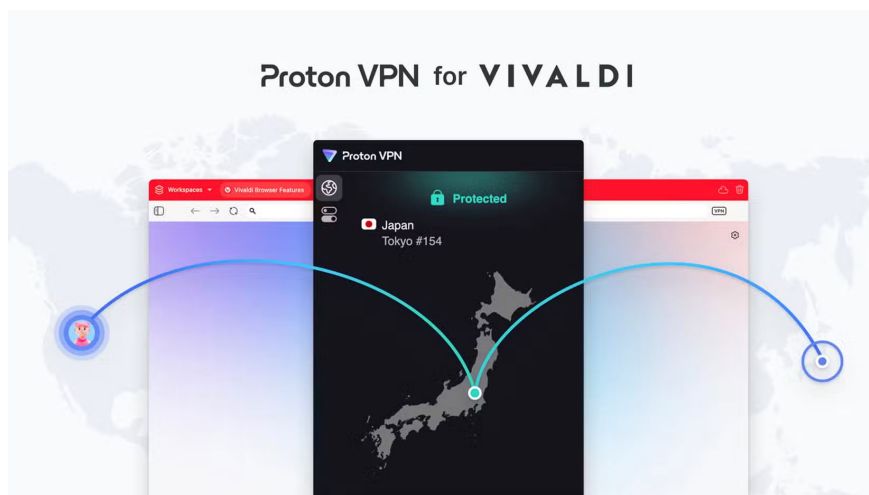 Proton VPN for VIVALDI
Proton VPN
Workspaces
Vivaldi Browser Features
Protected
VPN
Japan
Tokyo #154